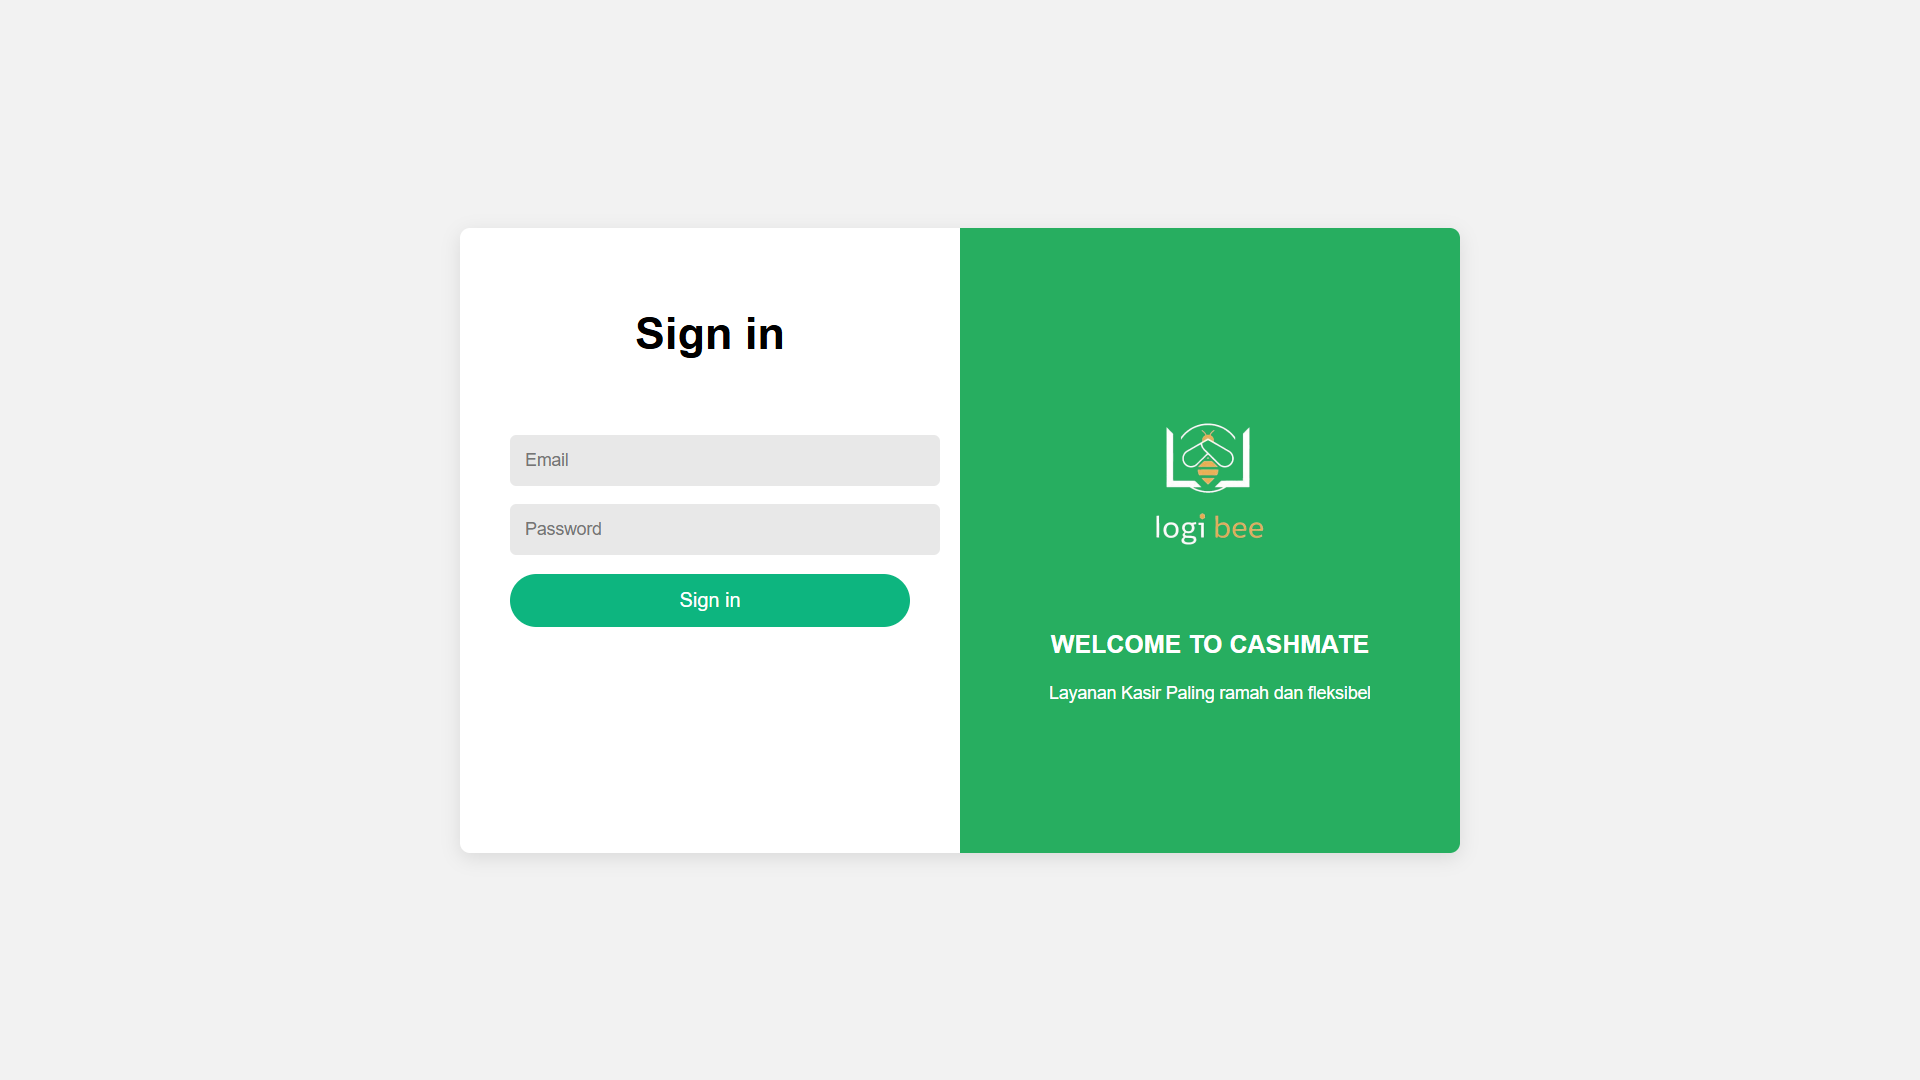 Sign in
Email
Password
Sign in
logi bee
WELCOME TO CASHMATE
Layanan Kasir Paling ramah dan fleksibel